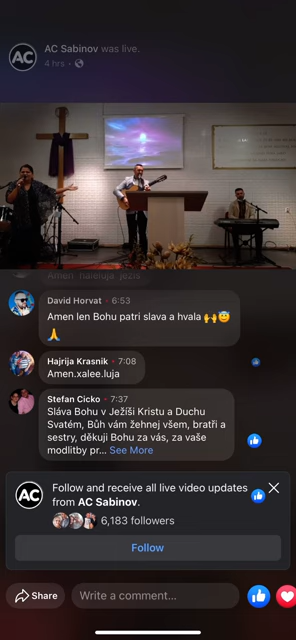 AC
AC Sabinov was live.
4 hrs
Amen haleluje jezis
David Horvat • 6:53
Amen len Bohu patri slava a hvala 🙌😇
🙏
Hajrija Krasnik • 7:08
Amen.xalee.luja
Stefan Cicko • 7:37
Sláva Bohu v Ježíši Kristu a Duchu
Svatém, Bůh vám žehnej všem, bratři a
sestry, děkuji Bohu za vás, za vaše
modlitby pr... See More
AC
Follow and receive all live video updates
from AC Sabinov.
6,183 followers
Follow
Share
Write a comment...